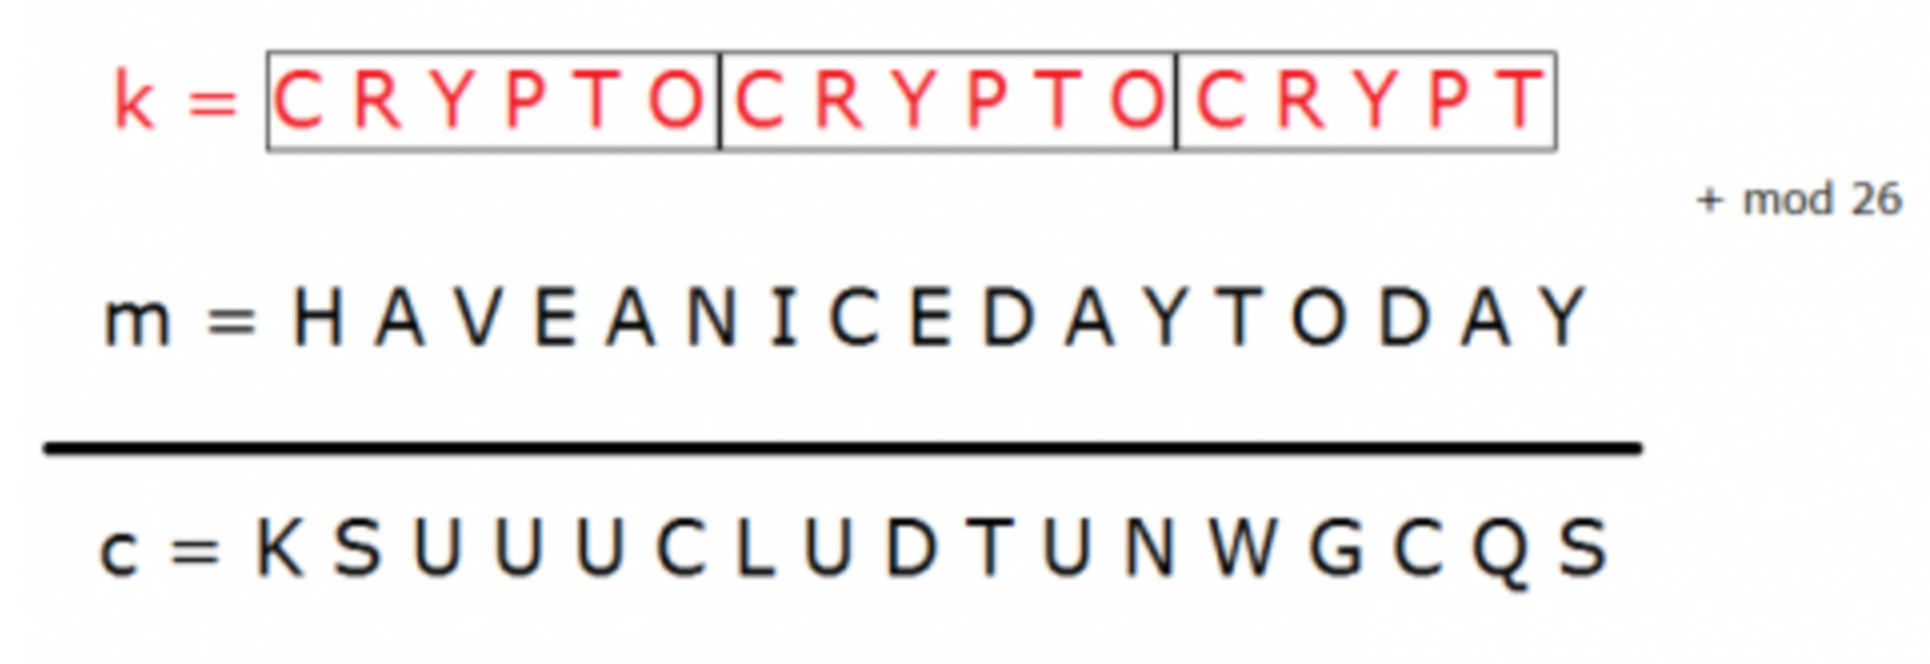 k = C R Y P T O C R Y P T O C R Y P T
+ mod 26
m = H A V E A N I C E D A Y T O D A Y
c = K S U U U C L U D T U N W G C Q S